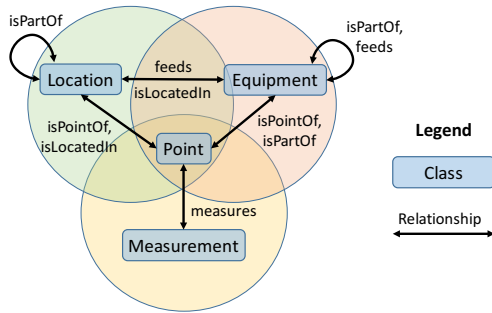 isPartOf
isPartOf,
feeds
Location
feeds
isLocatedIn
Equipment
isPointOf,
isLocatedIn
isPointOf,
isPartOf
Point
measures
Measurement
Legend
Class
Relationship